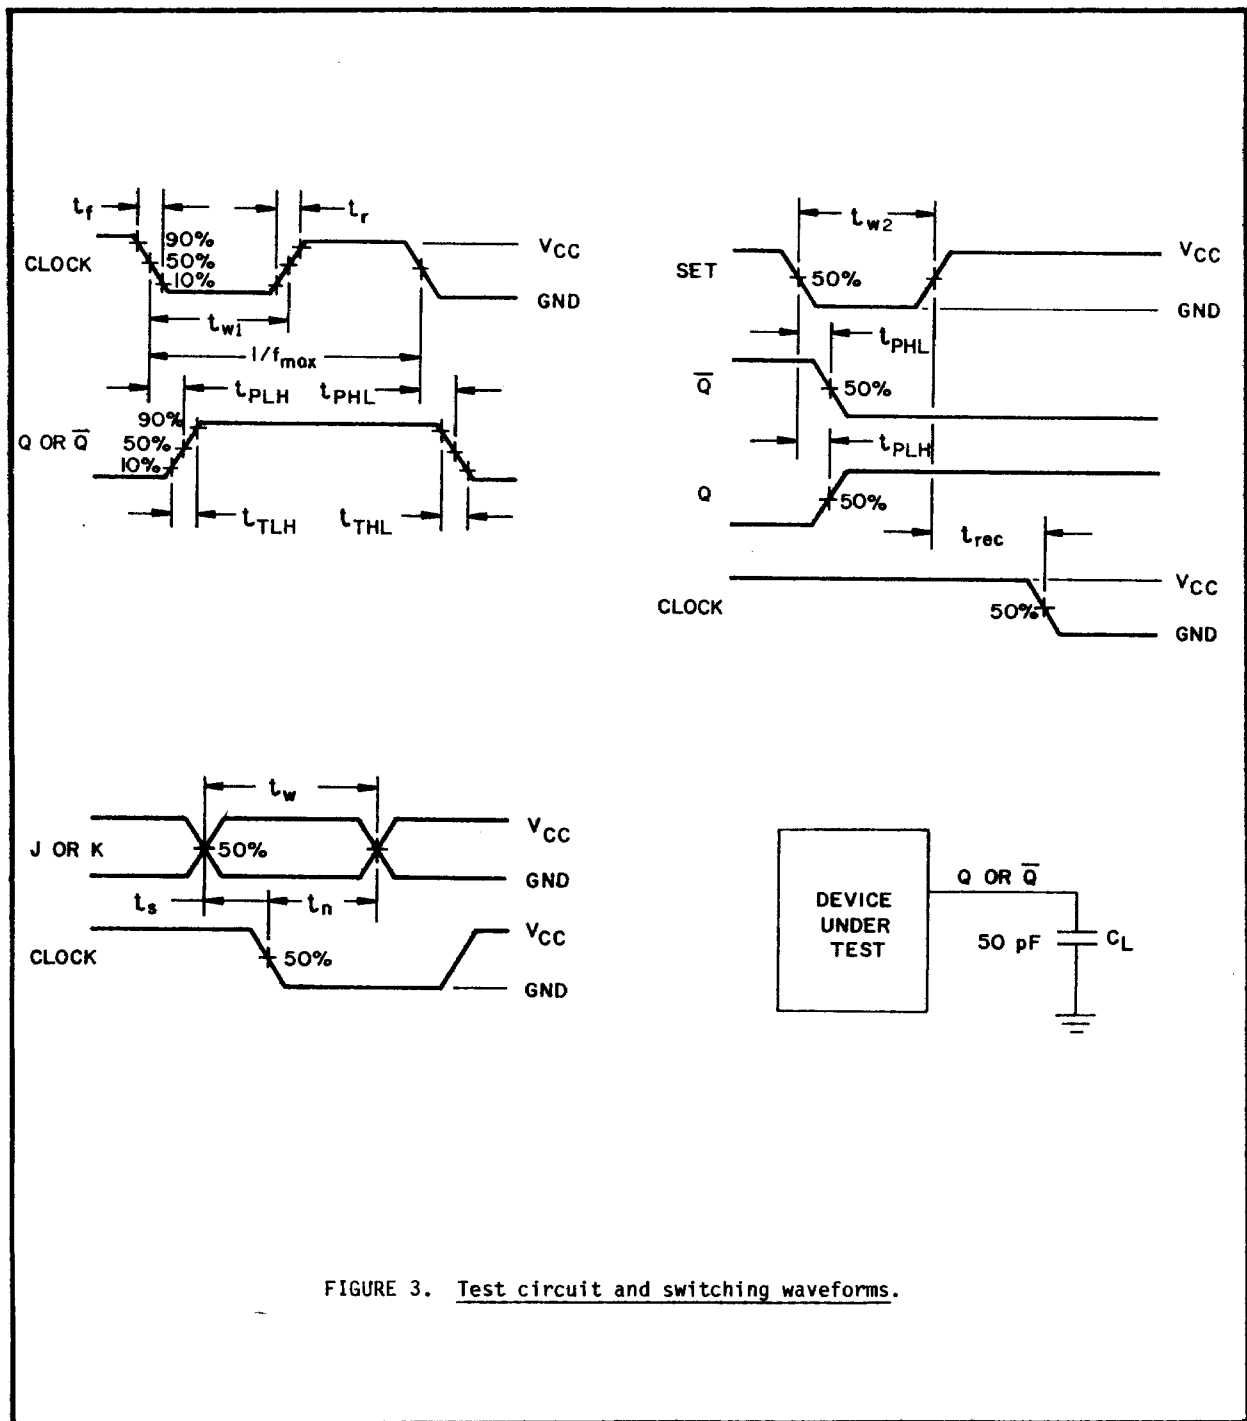 t_f
t_r
CLOCK
90%
50%
10%
V_CC
GND
t_w1
1/f_max
t_PLH
t_PHL
Q OR Q̅
90%
50%
10%
t_TLH
t_THL
t_w2
SET
50%
V_CC
GND
t_PHL
Q̅
50%
t_PLH
Q
50%
t_rec
CLOCK
50%
V_CC
GND
t_w
J OR K
50%
V_CC
GND
t_s
t_n
CLOCK
50%
V_CC
GND
DEVICE
UNDER
TEST
Q OR Q̅
50 pF
C_L
FIGURE 3. Test circuit and switching waveforms.